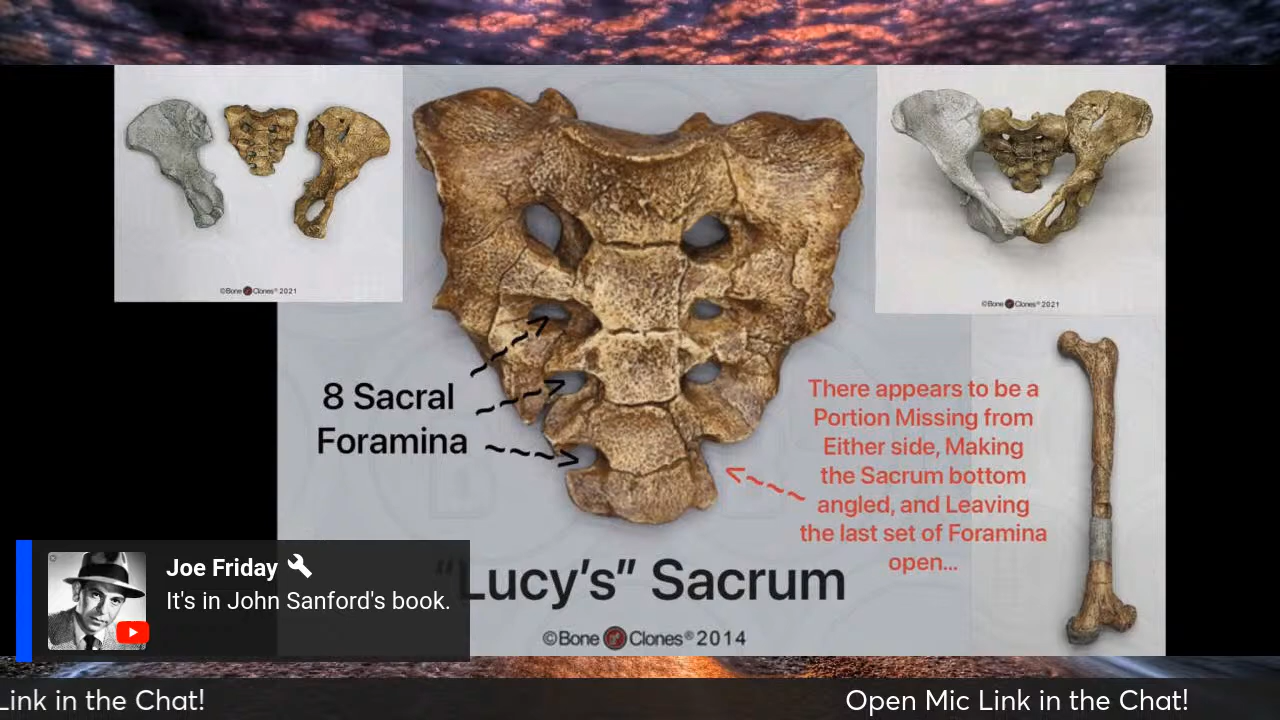 ©Bone Clones® 2021
©Bone Clones® 2021
8 Sacral
Foramina
There appears to be a
Portion Missing from
Either side, Making
the Sacrum bottom
angled, and Leaving
the last set of Foramina
open...
"Lucy's" Sacrum
©Bone Clones® 2014
Joe Friday
It's in John Sanford's book.
Link in the Chat!
Open Mic Link in the Chat!